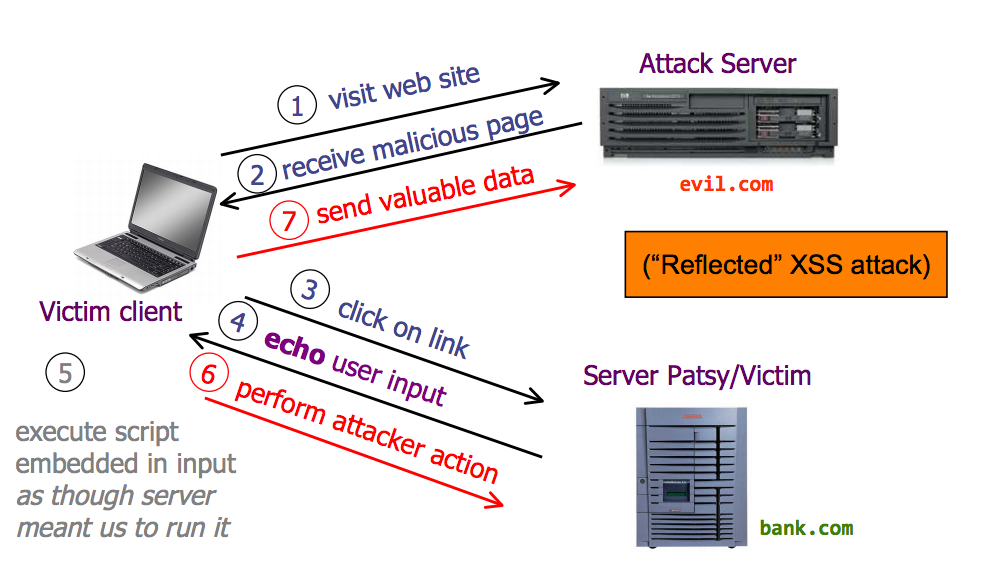 Attack Server
1 visit web site
2 receive malicious page
evil.com
7 send valuable data
("Reflected" XSS attack)
Victim client
3 click on link
4 echo user input
5
6 perform attacker action
Server Patsy/Victim
execute script
embedded in input
as though server
meant us to run it
bank.com